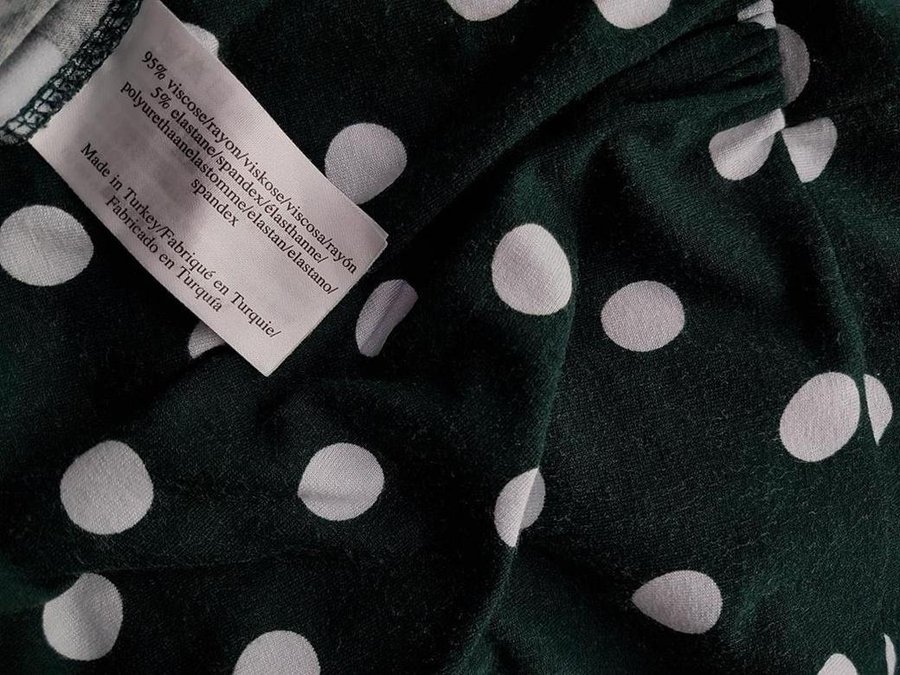 95% viscose/rayon/viskose/viscosa/rayón
5% elastane/spandex/élasthanne/
polyurethaanelastomme/elastan/elastano/
spandex
Made in Turkey/Fabriqué en Turquie/
Fabricado en Turquía